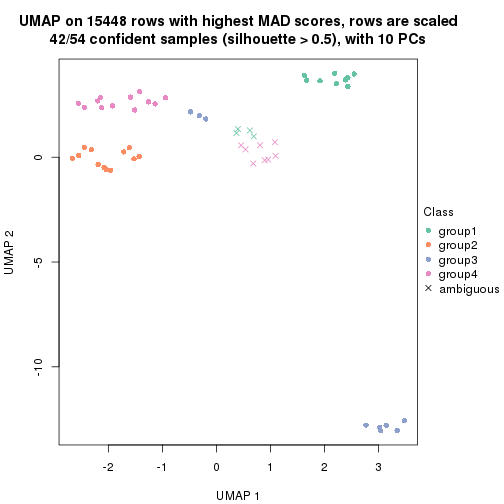 UMAP on 15448 rows with highest MAD scores, rows are scaled
42/54 confident samples (silhouette > 0.5), with 10 PCs
0
-5
-10
UMAP 2
-2
-1
0
1
2
3
UMAP 1
Class
group1
group2
group3
group4
ambiguous